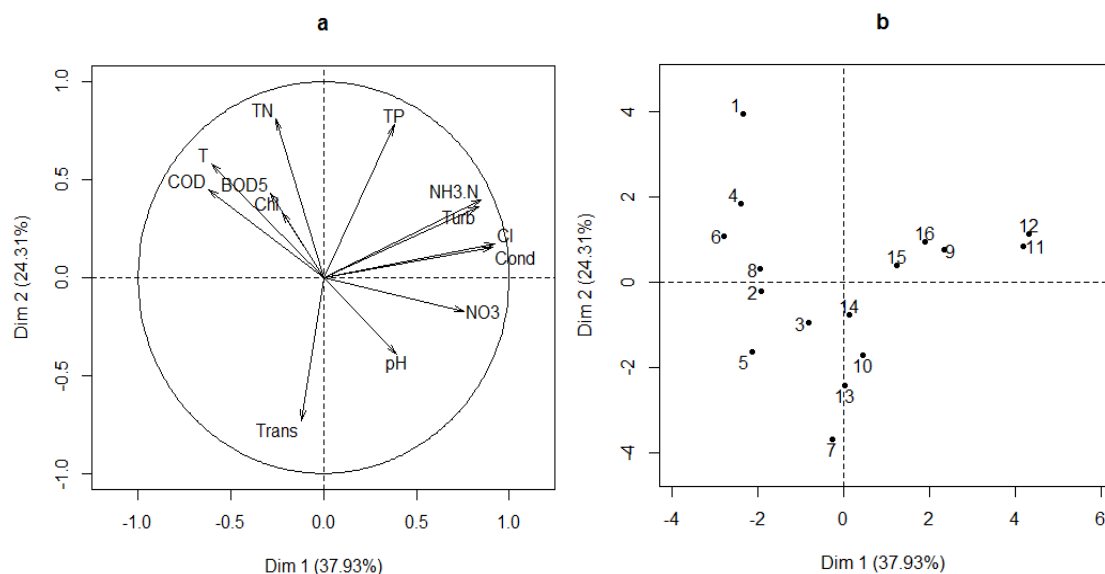 a
1.0
0.5
0.0
-0.5
-1.0
Dim 2 (24.31%)
TN
TP
T
COD
BOD5
Chl
NH3.N
Turb
Cl
Cond
NO3
pH
Trans
-1.0 -0.5 0.0 0.5 1.0
Dim 1 (37.93%)
b
4
2
0
-2
-4
Dim 2 (24.31%)
1
4
6
8
2
5
3
7
13
10
14
15
16
9
12
11
-4 -2 0 2 4 6
Dim 1 (37.93%)